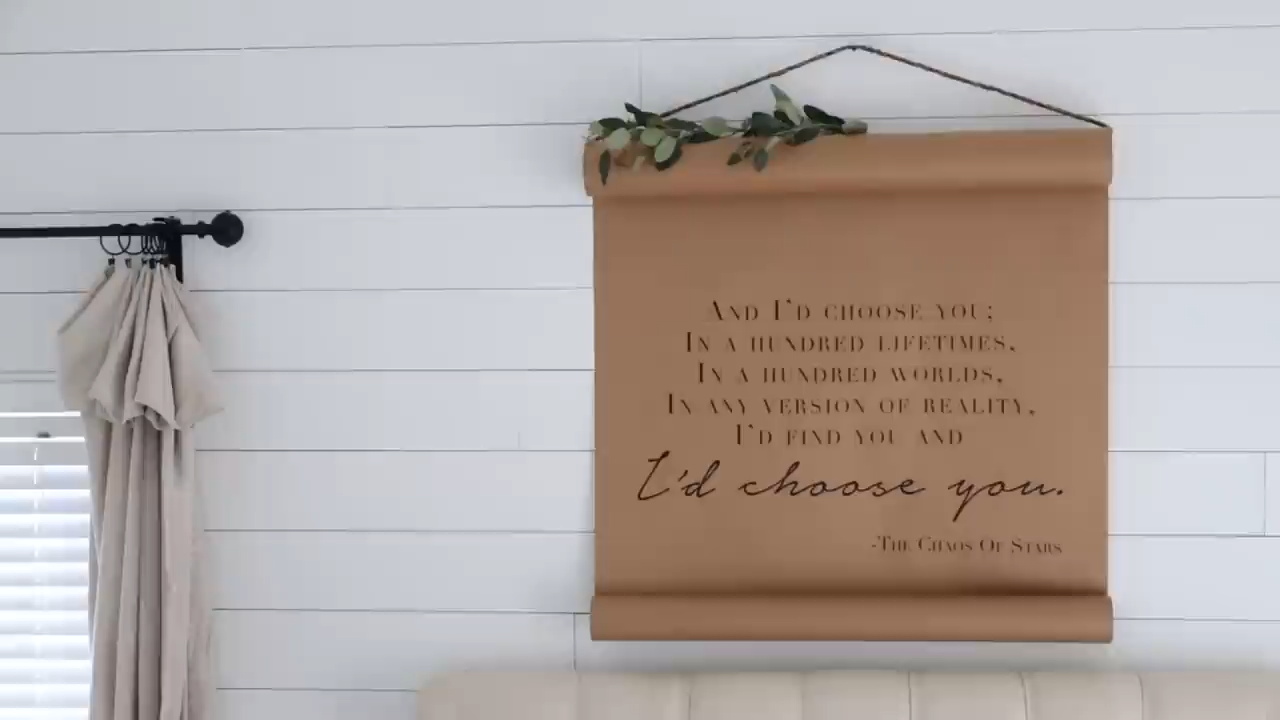 And I'd choose you;
In a hundred lifetimes,
In a hundred worlds,
In any version of reality,
I'd find you and
I'd choose you.
-The Chaos Of Stars